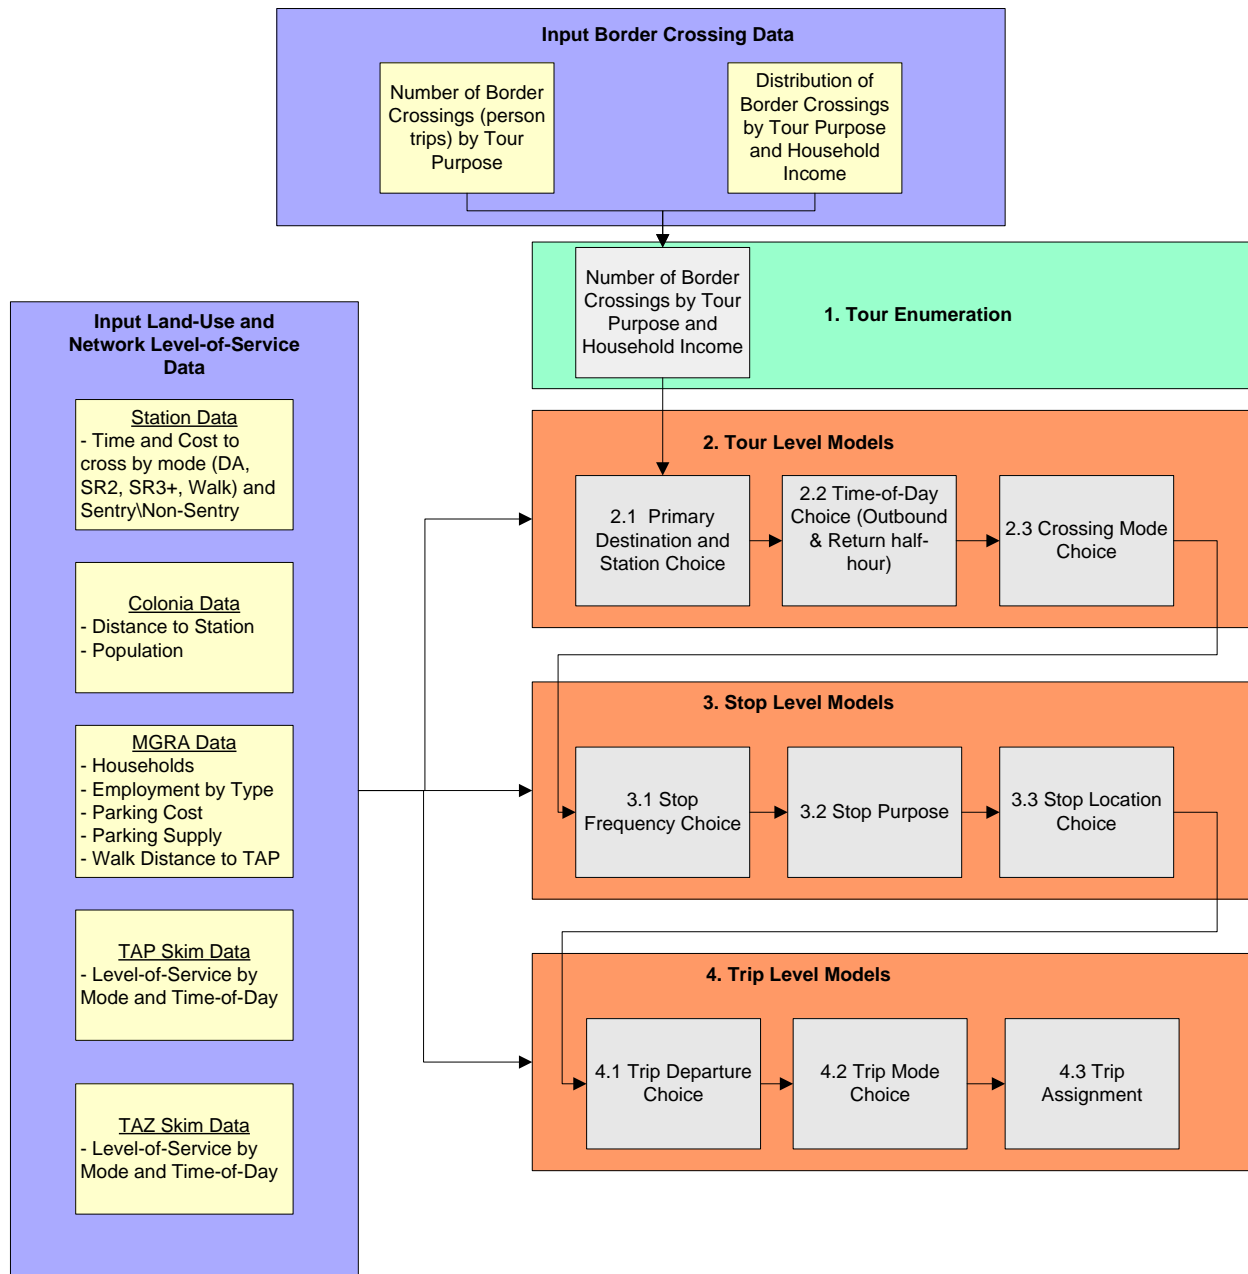 Input Border Crossing Data
Number of Border
Crossings (person
trips) by Tour
Purpose
Distribution of
Border Crossings
by Tour Purpose
and Household
Income
Number of Border
Crossings by Tour
Purpose and
Household Income
1. Tour Enumeration
Input Land-Use and
Network Level-of-Service
Data
Station Data
- Time and Cost to
cross by mode (DA,
SR2, SR3+, Walk) and
Sentry\Non-Sentry
Colonia Data
- Distance to Station
- Population
MGRA Data
- Households
- Employment by Type
- Parking Cost
- Parking Supply
- Walk Distance to TAP
TAP Skim Data
- Level-of-Service by
Mode and Time-of-Day
TAZ Skim Data
- Level-of-Service by
Mode and Time-of-Day
2. Tour Level Models
2.1 Primary
Destination and
Station Choice
2.2 Time-of-Day
Choice (Outbound
& Return half-
hour)
2.3 Crossing Mode
Choice
3. Stop Level Models
3.1 Stop
Frequency Choice
3.2 Stop Purpose
3.3 Stop Location
Choice
4. Trip Level Models
4.1 Trip Departure
Choice
4.2 Trip Mode
Choice
4.3 Trip
Assignment